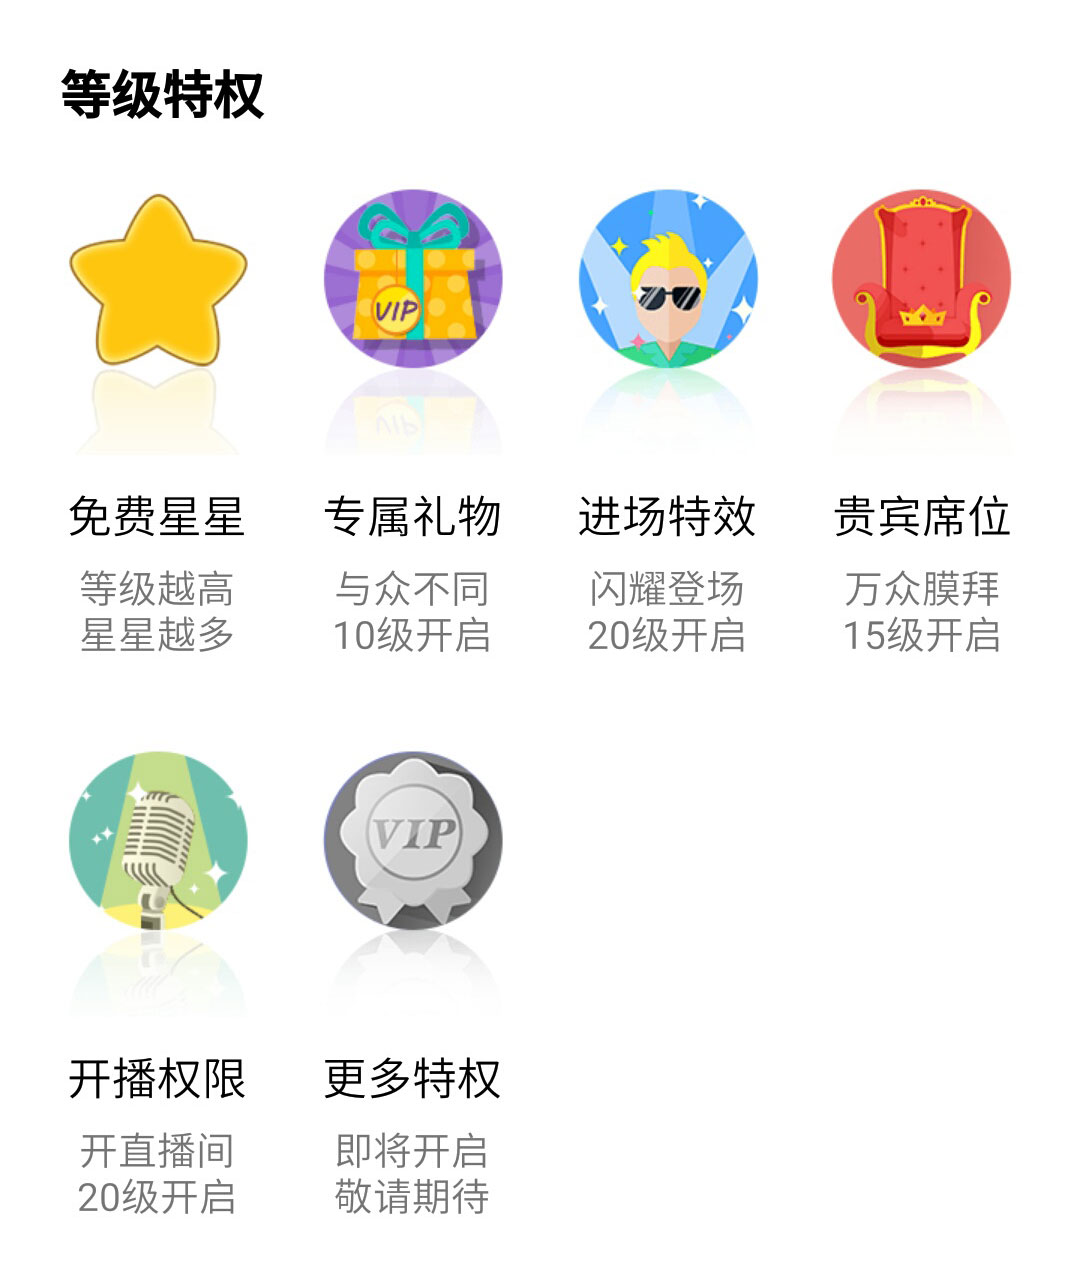 等级特权
VIP
免费星星
专属礼物
进场特效
贵宾席位
等级越高
星星越多
与众不同
10级开启
闪耀登场
20级开启
万众膜拜
15级开启
VIP
开播权限
更多特权
开直播间
20级开启
即将开启
敬请期待